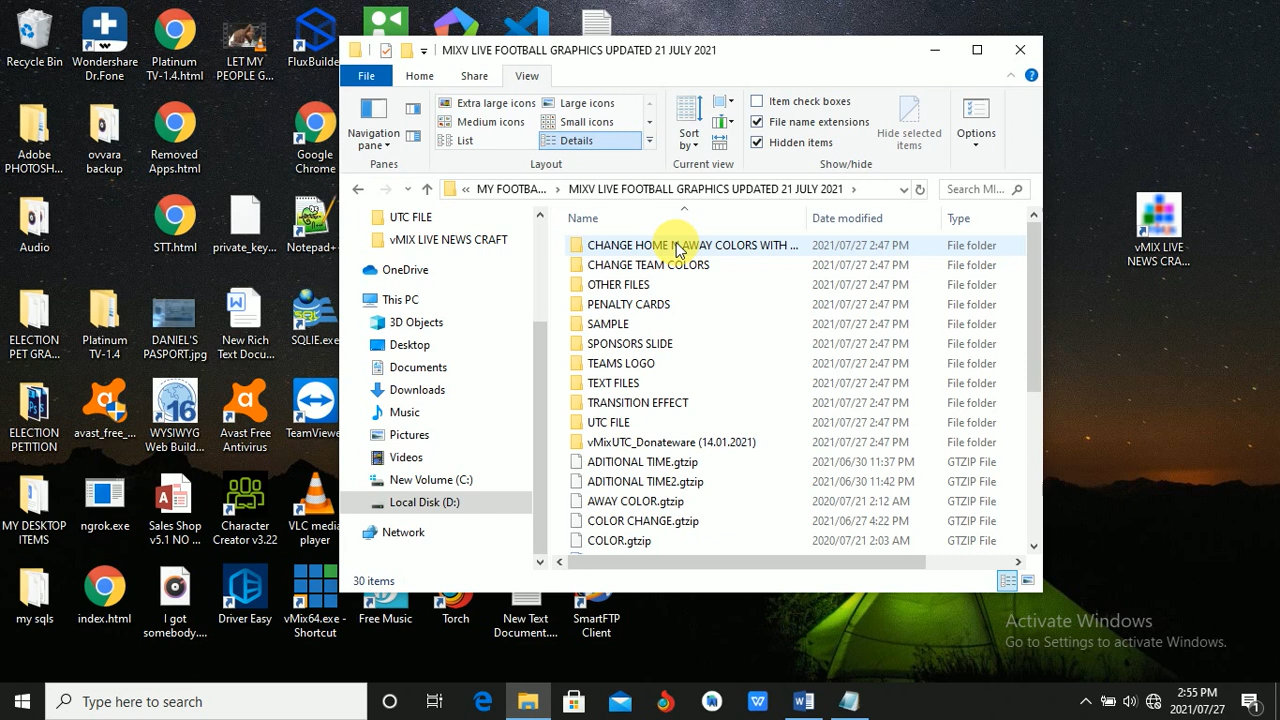 MIXV LIVE FOOTBALL GRAPHICS UPDATED 21 JULY 2021
File
Home
Share
View
Navigation pane
Panes
Extra large icons
Large icons
Medium icons
Small icons
List
Details
Layout
Sort by
Current view
Item check boxes
File name extensions
Hidden items
Hide selected items
Show/hide
Options
« MY FOOTBA... > MIXV LIVE FOOTBALL GRAPHICS UPDATED 21 JULY 2021 >
Search MI...
UTC FILE
vMIX LIVE NEWS CRAFT
OneDrive
This PC
3D Objects
Desktop
Documents
Downloads
Music
Pictures
Videos
New Volume (C:)
Local Disk (D:)
Network
Name Date modified Type
2021/07/27 2:47 PM File folder
CHANGE TEAM COLORS 2021/07/27 2:47 PM File folder
OTHER FILES 2021/07/27 2:47 PM File folder
PENALTY CARDS 2021/07/27 2:47 PM File folder
SAMPLE 2021/07/27 2:47 PM File folder
SPONSORS SLIDE 2021/07/27 2:47 PM File folder
TEAMS LOGO 2021/07/27 2:47 PM File folder
TEXT FILES 2021/07/27 2:47 PM File folder
TRANSITION EFFECT 2021/07/27 2:47 PM File folder
UTC FILE 2021/07/27 2:47 PM File folder
vMixUTC_Donateware (14.01.2021) 2021/07/27 2:47 PM File folder
ADITIONAL TIME.gtzip 2021/06/30 11:37 PM GTZIP File
ADITIONAL TIME2.gtzip 2021/06/30 11:42 PM GTZIP File
AWAY COLOR.gtzip 2020/07/21 2:12 AM GTZIP File
COLOR CHANGE.gtzip 2021/06/27 4:22 PM GTZIP File
COLOR.gtzip 2020/07/21 2:03 AM GTZIP File
30 items
Recycle Bin
Wondershare Dr.Fone
Platinum TV-1.4.html
LET MY PEOPLE G...
FluxBuilder
Adobe PHOTOSH...
ovvara backup
Removed Apps.html
Google Chrome
Audio
STT.html
private_key...
Notepad+
ELECTION PET GRA...
Platinum TV-1.4
DANIEL'S PASPORT.jpg
New Rich Text Docu...
SQLIE.exe
ELECTION PETITION
avast_free_...
WYSIWYG Web Build...
Avast Free Antivirus
TeamViewer
MY DESKTOP ITEMS
ngrok.exe
Sales Shop v5.1 NO ...
Character Creator v3.22
VLC media player
my sqls
index.html
I got somebody....
Driver Easy
vMix64.exe - Shortcut
Free Music
Torch
New Text Document....
SmartFTP Client
vMIX LIVE NEWS CRA...
Activate Windows
Go to Settings to activate Windows.
Type here to search
2:55 PM
2021/07/27